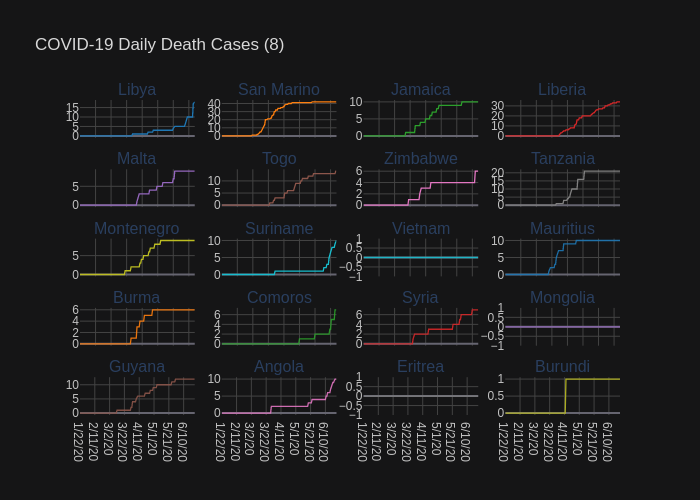 COVID-19 Daily Death Cases (8)
Libya San Marino Jamaica Liberia
15 10 5 0
40 30 20 10 0
10 5 0
30 20 10 0
Malta Togo Zimbabwe Tanzania
5 0
10 5 0
6 4 2 0
20 15 10 5 0
Montenegro Suriname Vietnam Mauritius
5 0
10 5 0
1 0.5 0 −0.5 −1
10 5 0
Burma Comoros Syria Mongolia
6 4 2 0
6 4 2 0
6 4 2 0
1 0.5 0 −0.5 −1
Guyana Angola Eritrea Burundi
10 5 0
10 5 0
1 0.5 0 −0.5 −1
1 0.5 0
1/22/20 2/11/20 3/2/20 3/22/20 4/11/20 5/1/20 5/21/20 6/10/20
1/22/20 2/11/20 3/2/20 3/22/20 4/11/20 5/1/20 5/21/20 6/10/20
1/22/20 2/11/20 3/2/20 3/22/20 4/11/20 5/1/20 5/21/20 6/10/20
1/22/20 2/11/20 3/2/20 3/22/20 4/11/20 5/1/20 5/21/20 6/10/20